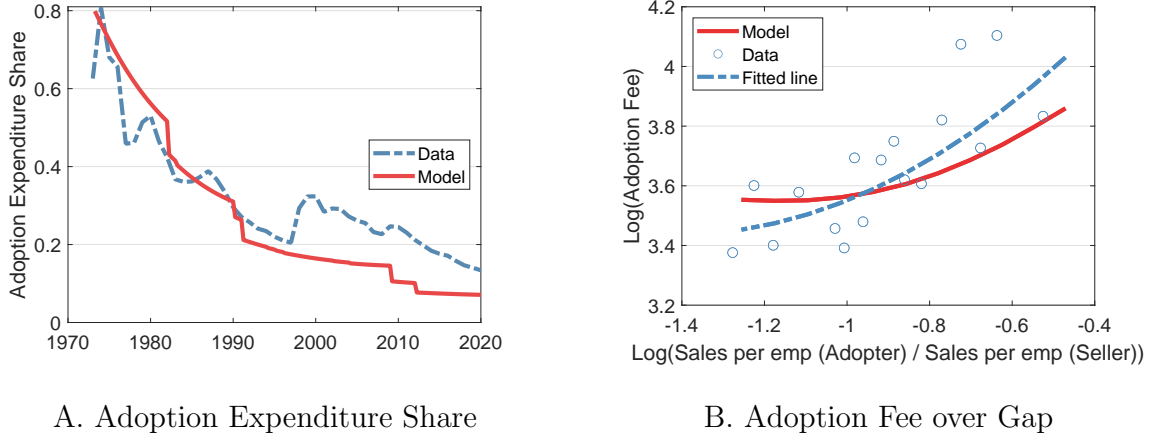 Adoption Expenditure Share
0.8
0.6
0.4
0.2
0
1970 1980 1990 2000 2010 2020
Data
Model
A. Adoption Expenditure Share
Log(Adoption Fee)
4.2
4
3.8
3.6
3.4
3.2
-1.4 -1.2 -1 -0.8 -0.6 -0.4
Model
Data
Fitted line
Log(Sales per emp (Adopter) / Sales per emp (Seller))
B. Adoption Fee over Gap